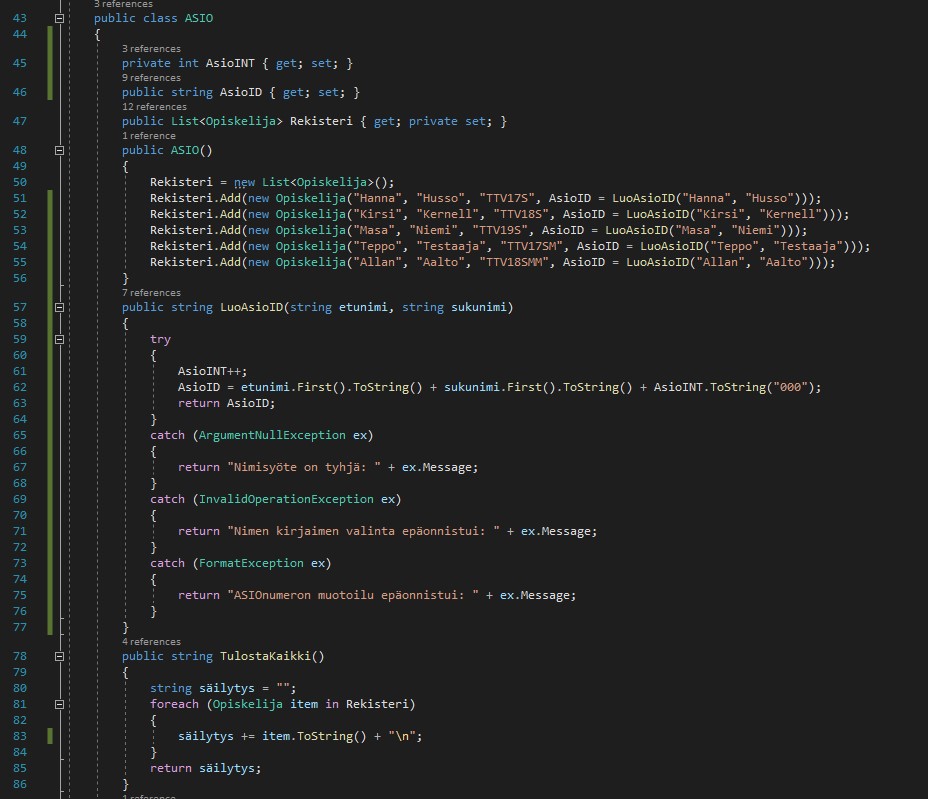 3 references
43 public class ASIO
44 {
3 references
45 private int AsioINT { get; set; }
9 references
46 public string AsioID { get; set; }
12 references
47 public List<Opiskelija> Rekisteri { get; private set; }
1 reference
48 public ASIO()
49 {
50 Rekisteri = new List<Opiskelija>();
51 Rekisteri.Add(new Opiskelija("Hanna", "Husso", "TTV17S", AsioID = LuoAsioID("Hanna", "Husso")));
52 Rekisteri.Add(new Opiskelija("Kirsi", "Kernell", "TTV18S", AsioID = LuoAsioID("Kirsi", "Kernell")));
53 Rekisteri.Add(new Opiskelija("Masa", "Niemi", "TTV19S", AsioID = LuoAsioID("Masa", "Niemi")));
54 Rekisteri.Add(new Opiskelija("Teppo", "Testaaja", "TTV17SM", AsioID = LuoAsioID("Teppo", "Testaaja")));
55 Rekisteri.Add(new Opiskelija("Allan", "Aalto", "TTV18SMM", AsioID = LuoAsioID("Allan", "Aalto")));
56 }
7 references
57 public string LuoAsioID(string etunimi, string sukunimi)
58 {
59 try
60 {
61 AsioINT++;
62 AsioID = etunimi.First().ToString() + sukunimi.First().ToString() + AsioINT.ToString("000");
63 return AsioID;
64 }
65 catch (ArgumentNullException ex)
66 {
67 return "Nimisyöte on tyhjä: " + ex.Message;
68 }
69 catch (InvalidOperationException ex)
70 {
71 return "Nimen kirjaimen valinta epäonnistui: " + ex.Message;
72 }
73 catch (FormatException ex)
74 {
75 return "ASIOnumeron muotoilu epäonnistui: " + ex.Message;
76 }
77 }
4 references
78 public string TulostaKaikki()
79 {
80 string säilytys = "";
81 foreach (Opiskelija item in Rekisteri)
82 {
83 säilytys += item.ToString() + "\n";
84 }
85 return säilytys;
86 }
1 reference